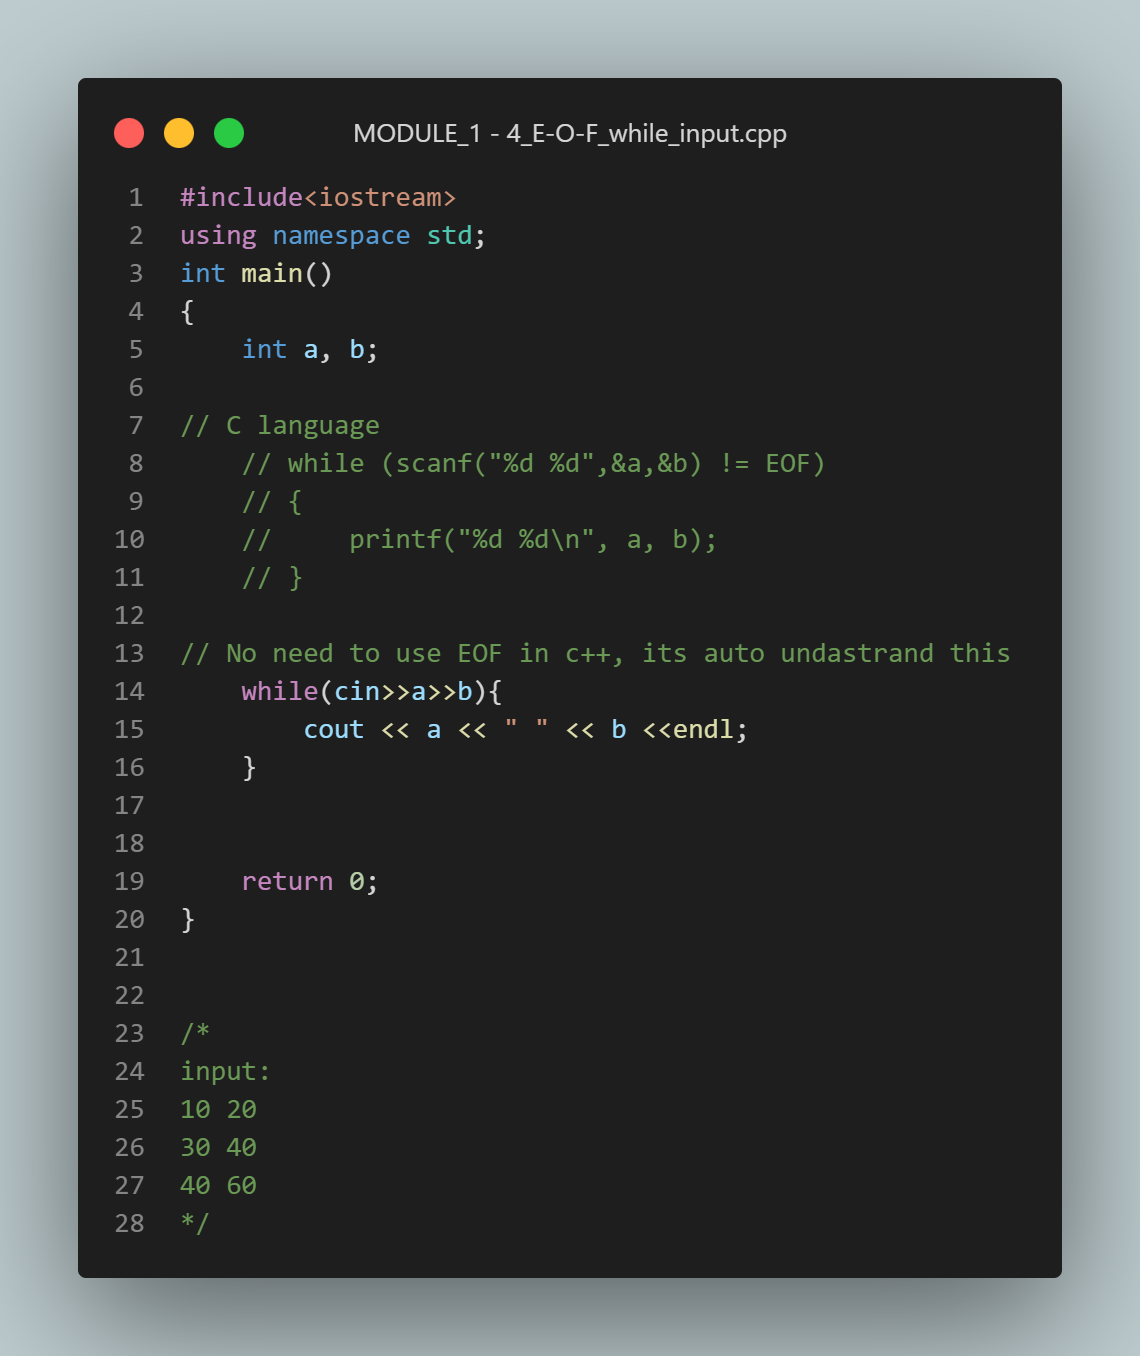 MODULE_1 - 4_E-O-F_while_input.cpp
1 #include<iostream>
2 using namespace std;
3 int main()
4 {
5     int a, b;
6
7 // C language
8     // while (scanf("%d %d",&a,&b) != EOF)
9     // {
10     //     printf("%d %d\n", a, b);
11     // }
12
13 // No need to use EOF in c++, its auto undastrand this
14     while(cin>>a>>b){
15         cout << a << " " << b <<endl;
16     }
17
18
19     return 0;
20 }
21
22
23 /*
24 input:
25 10 20
26 30 40
27 40 60
28 */